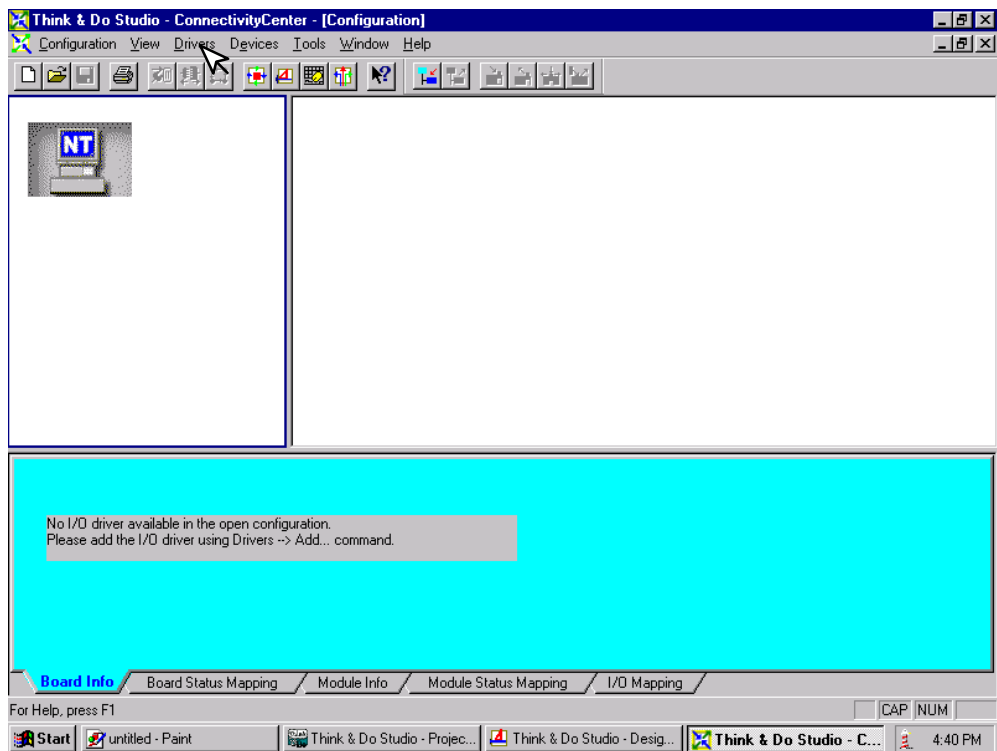 Think & Do Studio - ConnectivityCenter - [Configuration]
Configuration View Drivers Devices Tools Window Help
NT
No I/O driver available in the open configuration.
Please add the I/O driver using Drivers --> Add... command.
Board Info Board Status Mapping Module Info Module Status Mapping I/O Mapping
For Help, press F1 CAP NUM
Start untitled - Paint Think & Do Studio - Projec... Think & Do Studio - Desig... Think & Do Studio - C... 4:40 PM